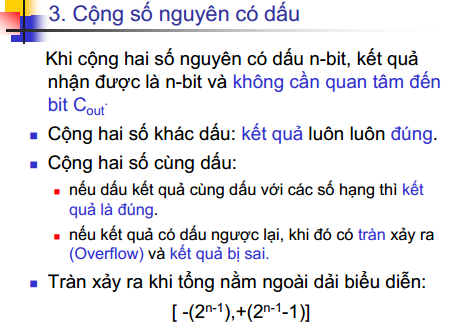 3. Cộng số nguyên có dấu
Khi cộng hai số nguyên có dấu n-bit, kết quả
nhận được là n-bit và không cần quan tâm đến
bit Cout.
Cộng hai số khác dấu: kết quả luôn luôn đúng.
Cộng hai số cùng dấu:
nếu dấu kết quả cùng dấu với các số hạng thì kết
quả là đúng.
nếu kết quả có dấu ngược lại, khi đó có tràn xảy ra
(Overflow) và kết quả bị sai.
Tràn xảy ra khi tổng nằm ngoài dải biểu diễn:
[ -(2ⁿ⁻¹),+(2ⁿ⁻¹-1)]